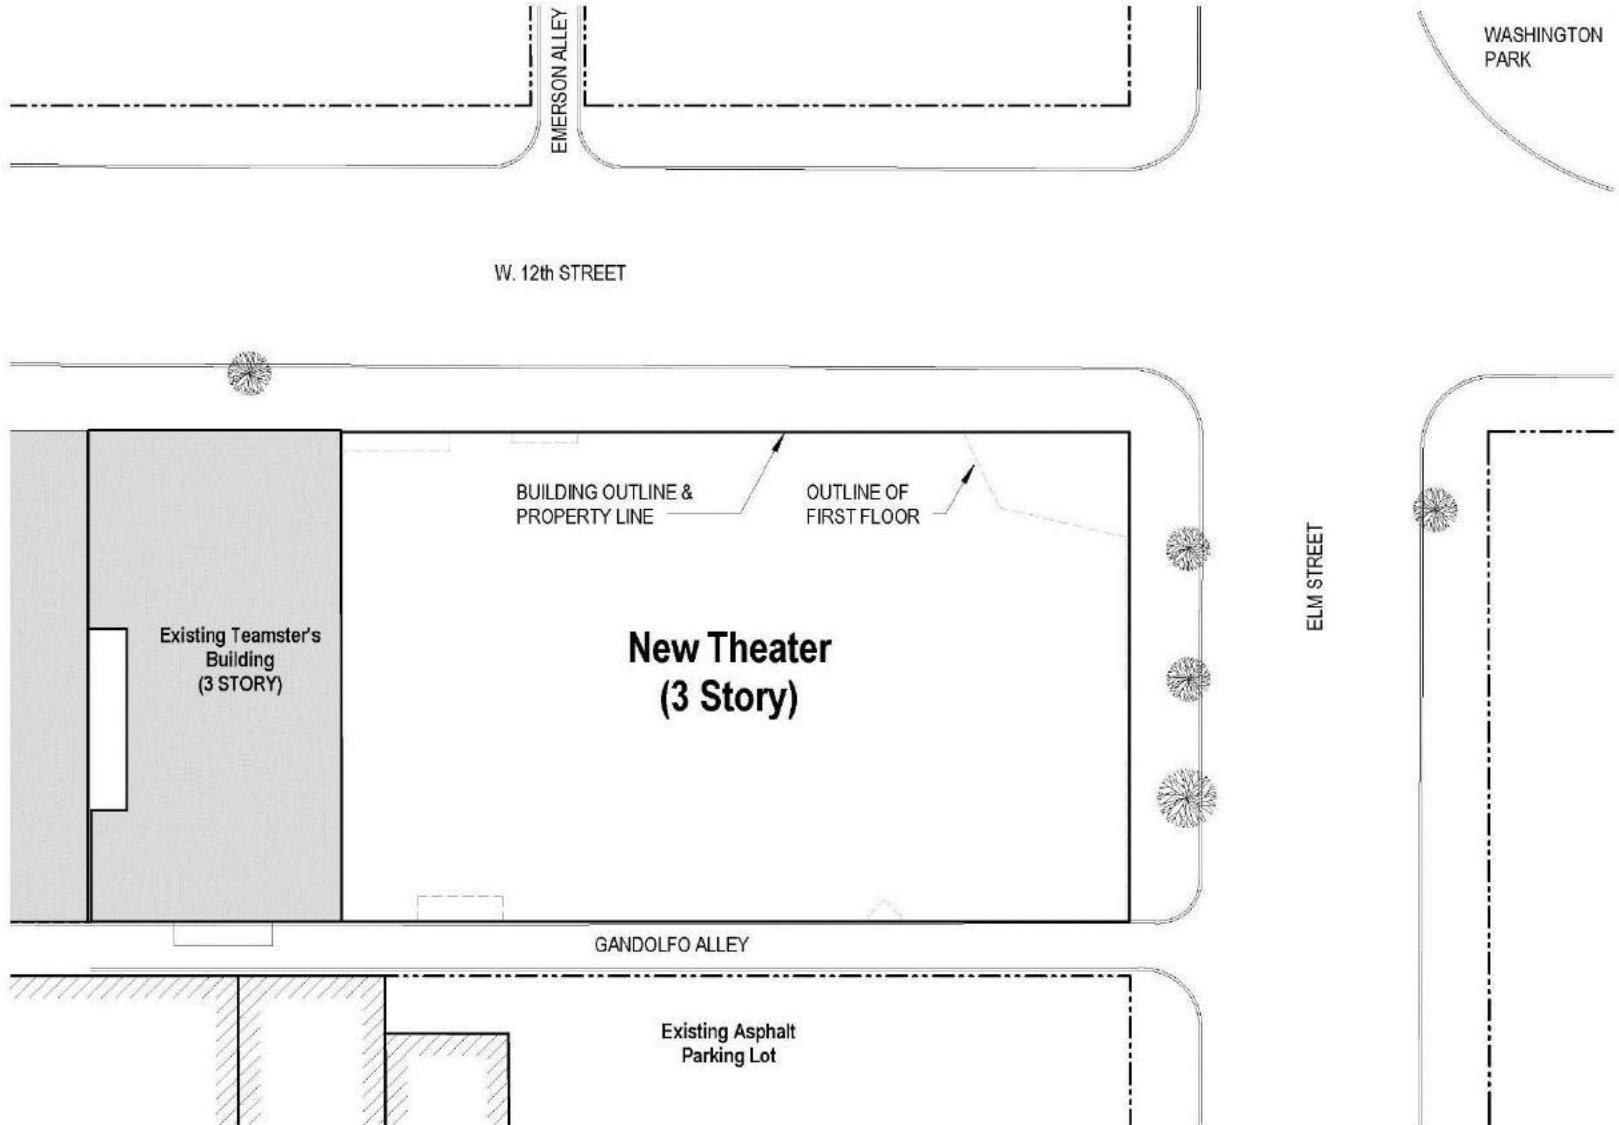 EMERSON ALLEY
WASHINGTON
PARK
W. 12th STREET
BUILDING OUTLINE &
PROPERTY LINE
OUTLINE OF
FIRST FLOOR
ELM STREET
Existing Teamster's
Building
(3 STORY)
New Theater
(3 Story)
GANDOLFO ALLEY
Existing Asphalt
Parking Lot